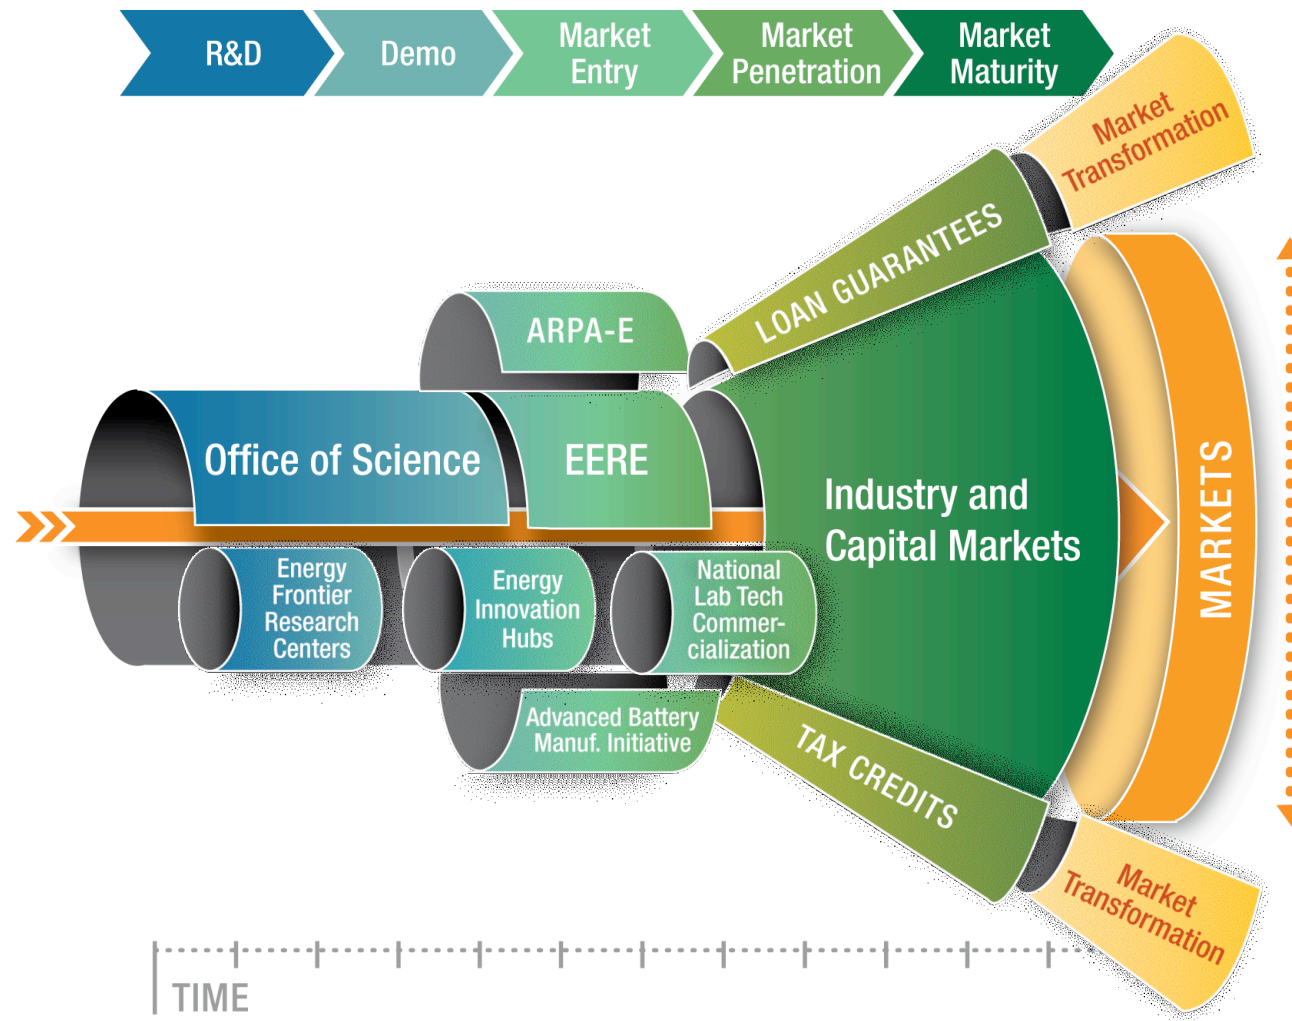 R&D
Demo
Market
Entry
Market
Penetration
Market
Maturity
Market
Transformation
LOAN GUARANTEES
ARPA-E
Office of Science
EERE
Industry and
Capital Markets
MARKETS
Energy
Frontier
Research
Centers
Energy
Innovation
Hubs
National
Lab Tech
Commer-
cialization
Advanced Battery
Manuf. Initiative
TAX CREDITS
Market
Transformation
TIME